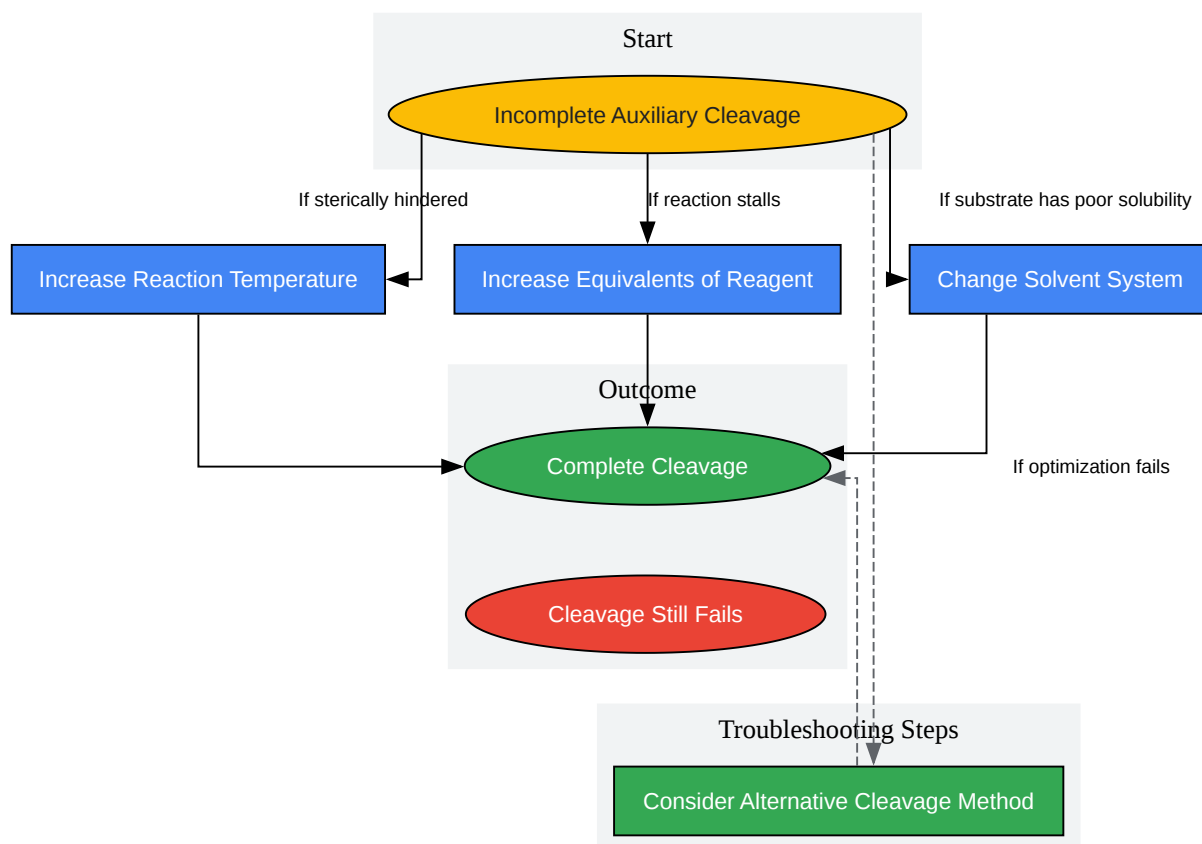 Start
Incomplete Auxiliary Cleavage
If sterically hindered
If reaction stalls
If substrate has poor solubility
Increase Reaction Temperature
Increase Equivalents of Reagent
Change Solvent System
Outcome
Complete Cleavage
If optimization fails
Cleavage Still Fails
Troubleshooting Steps
Consider Alternative Cleavage Method